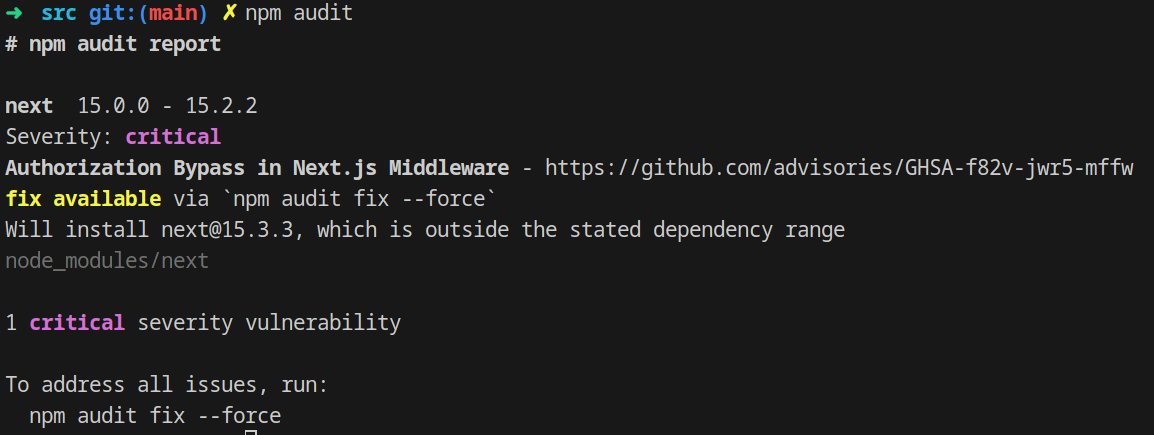 ➜ src git:(main) ✗ npm audit
# npm audit report
next 15.0.0 - 15.2.2
Severity: critical
Authorization Bypass in Next.js Middleware - https://github.com/advisories/GHSA-f82v-jwr5-mffw
fix available via `npm audit fix --force`
Will install next@15.3.3, which is outside the stated dependency range
node_modules/next
1 critical severity vulnerability
To address all issues, run:
npm audit fix --force